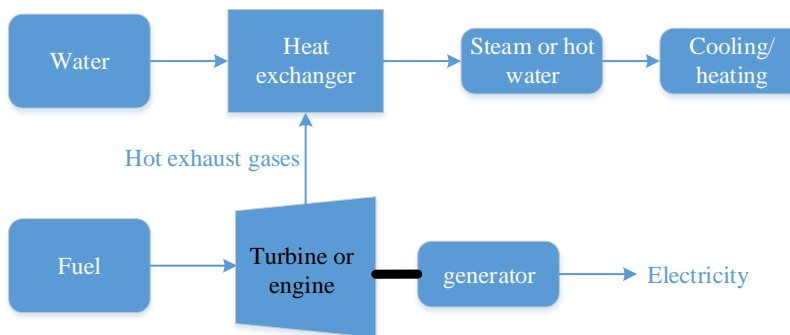 Water
Heat
exchanger
Steam or hot
water
Cooling/
heating
Hot exhaust gases
Fuel
Turbine or
engine
generator
Electricity